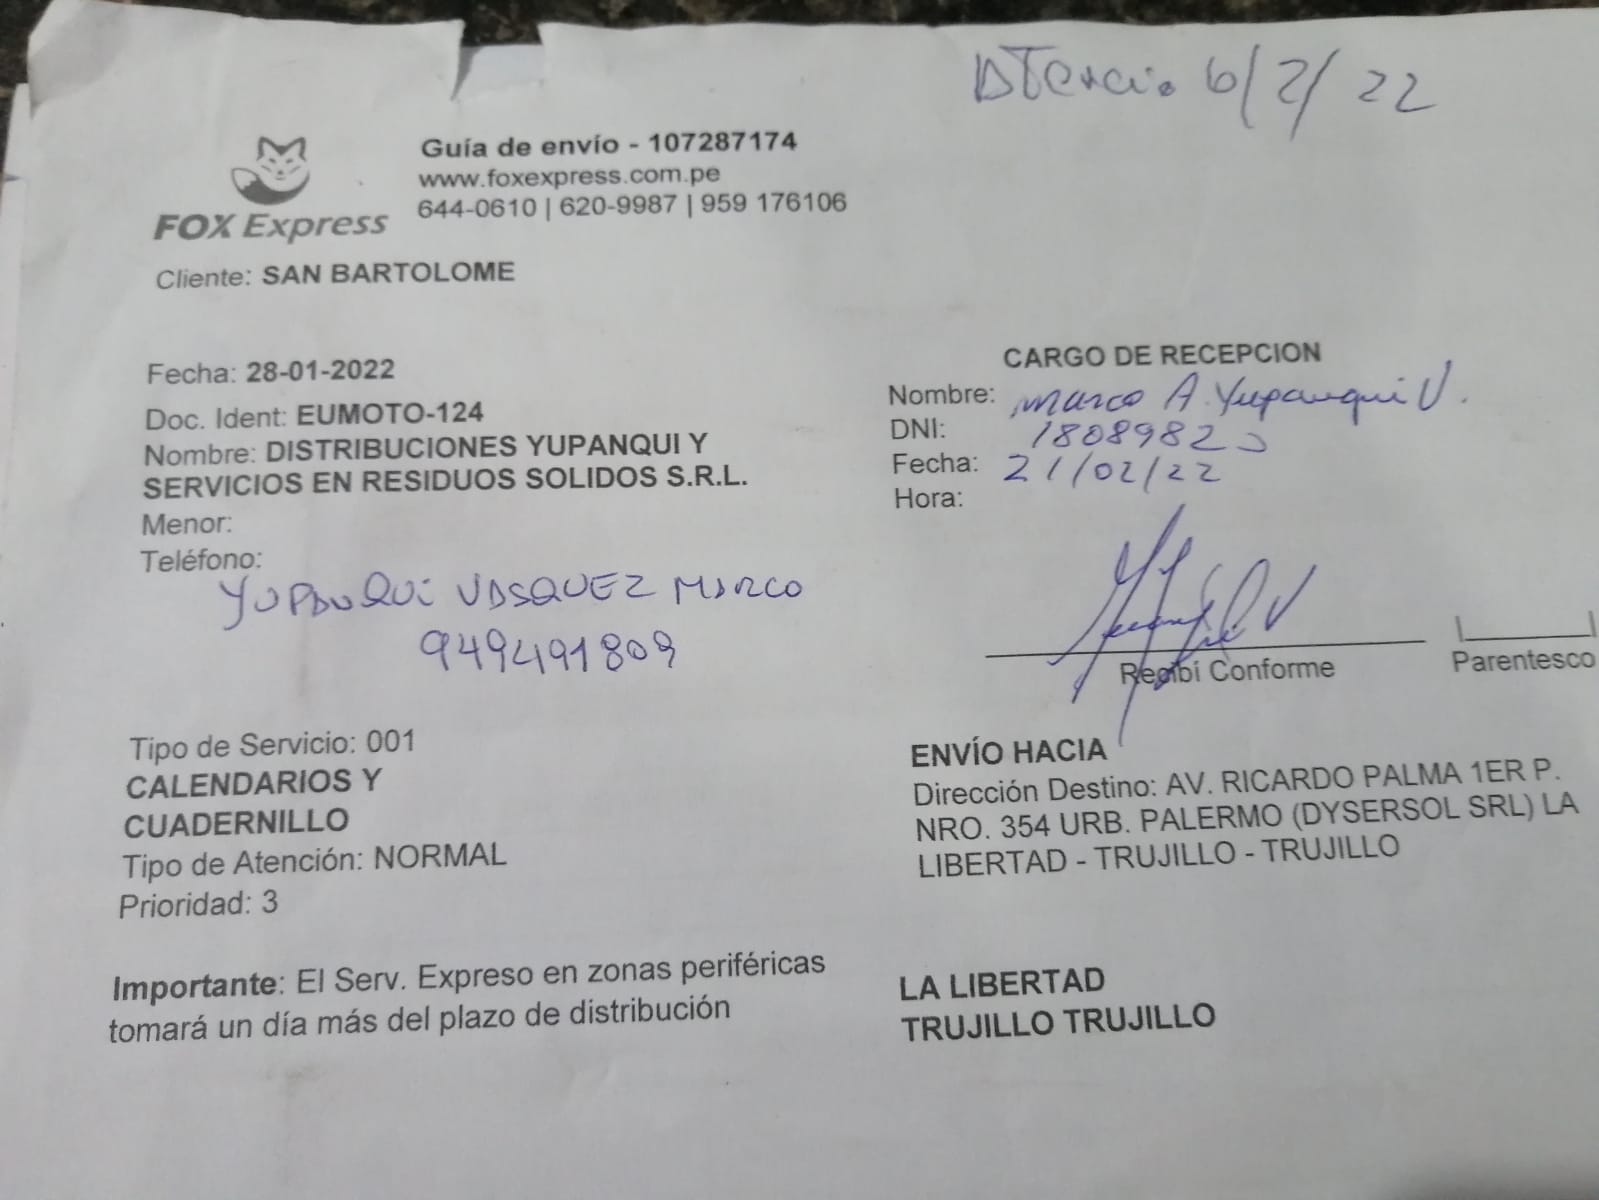 Atencio. 6/2/22
Guía de envío - 107287174
www.foxexpress.com.pe
644-0610 | 620-9987 | 959 176106
FOX Express
Cliente: SAN BARTOLOME
Fecha: 28-01-2022
Doc. Ident: EUMOTO-124
Nombre: DISTRIBUCIONES YUPANQUI Y
SERVICIOS EN RESIDUOS SOLIDOS S.R.L.
Menor:
Teléfono:
YUPANQUI VASQUEZ MARCO
949491809
CARGO DE RECEPCION
Nombre: Marco A. Yupanqui V.
DNI:
Fecha: 21/02/22
Hora:
Recibí Conforme
Parentesco
Tipo de Servicio: 001
CALENDARIOS Y
CUADERNILLO
Tipo de Atención: NORMAL
Prioridad: 3
ENVÍO HACIA
Dirección Destino: AV. RICARDO PALMA 1ER P.
NRO. 354 URB. PALERMO (DYSERSOL SRL) LA
LIBERTAD - TRUJILLO - TRUJILLO
Importante: El Serv. Expreso en zonas periféricas
tomará un día más del plazo de distribución
LA LIBERTAD
TRUJILLO TRUJILLO